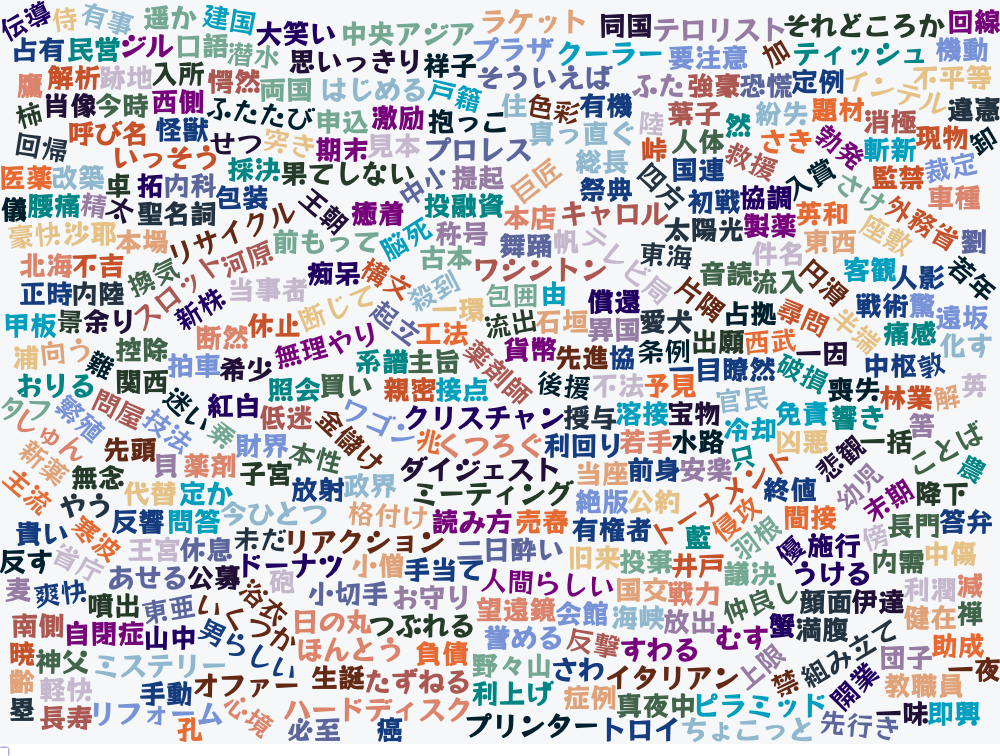 伝導 侍 有事 遥か 建国 大笑い 中央アジア ラケット 同国 テロリスト それどころか 回線
占有 民営 ジル 口語 潜水 思いっきり 祥子 プラザ クーラー 要注意 加 ティッシュ 機動
鷹 解析 跡地 入所 愕然 両国 はじめる 戸籍 そういえば ふた 強豪 恐慌 定例 インテル 不平等
柿 肖像 今時 西側 ふたたび 申込 激励 抱っこ 住 色彩 有機 葉子 紛失 題材 消極 違憲
回帰 呼び名 怪獣 せつ 突き 期末 見本 プロレス 真っ直ぐ 陸 人体 然 さき 勃発 斬新 現物 卸
いっそう 採決 果てしない 中小 提起 巨匠 総長 峠 国連 救援 入賞 監禁 裁定
医薬 改築 卓 拓 内科 包装 王朝 祭典 四方 初戦 協調 さけ 車種
儀 腰痛 精 聖名詞 リサイクル 癒着 投融資 本店 キャロル 太陽光 製薬 英和 座敷 外務省 劉
豪快 沙耶 本場 河原 前もって 脳死 称号 舞踊 帆 テレビ局 東海 件名 東西
北海 不吉 換気 スロット 当事者 痴呆 構文 古本 ワシントン 音読 流入 円滑 客観 人影 若年
正時 内陸 新株 断じて 殺到 一環 包囲 由 償還 片隅 占拠 尋問 戦術 驚 遠坂
甲板 景 余り 断然 休止 起立 工法 流出 石垣 異国 愛犬 出願 西武 半端 痛感 化す
浦 向う 難 控除 拍車 希少 無理やり 系譜 主旨 薬剤師 貨幣 先進 協 条例 一目瞭然 一因 破損 中枢 敦
おりる 関西 迷い 照会 買い 親密 接点 後援 不法 予見 官民 喪失 林業 解 英
タフ 繁殖 問屋 技法 紅白 低迷 ワゴン クリスチャン 授与 溶接 宝物 冷却 免責 響き 答
しゅん 先頭 乗 財界 金儲け 兆 くつろぐ 利回り 若手 水路 凶悪 悲観 一括 ことば
新薬 無念 貝 薬剤 子宮 本性 ダイジェスト 当座 前身 安楽 只 トーナメント 幼児 農
主流 やう 代替 定か 放射 政界 ミーティング 絶版 公約 終値 末期 降下
貴い 寒波 反響 問答 今ひとつ 格付け 読み方 売春 有権者 藍 侵攻 羽根 間接 傍 長門 答弁
反す 省庁 王宮 休息 未だ リアクション 二日酔い 旧来 投棄 井戸 議決 優 施行 内需 中傷
麦 爽快 あせる 公募 ドーナツ 小僧 手当て 人間らしい 国交 戦力 仲良し うける 利潤 減
噴出 東亜 浴衣 砲 小切手 お守り 望遠鏡 会館 海峡 放出 顔面 伊達 健在 禅
南側 自閉症 山中 いくつか 日の丸 つぶれる 誉める 反撃 すわる むす 蟹 満腹 助成
暁 神父 ミステリー 男らしい ほんとう 負債 野々山 さわ イタリアン 上限 組み立て 団子 一夜
齢 軽快 手動 オファー 生誕 たずねる 利上げ 症例 真夜中 ピラミッド 禁 開業 教職員
塁 長寿 リフォーム 孔 心境 必至 ハードディスク 癌 プリンター トロイ ちょこっと 先行き 一味 即興